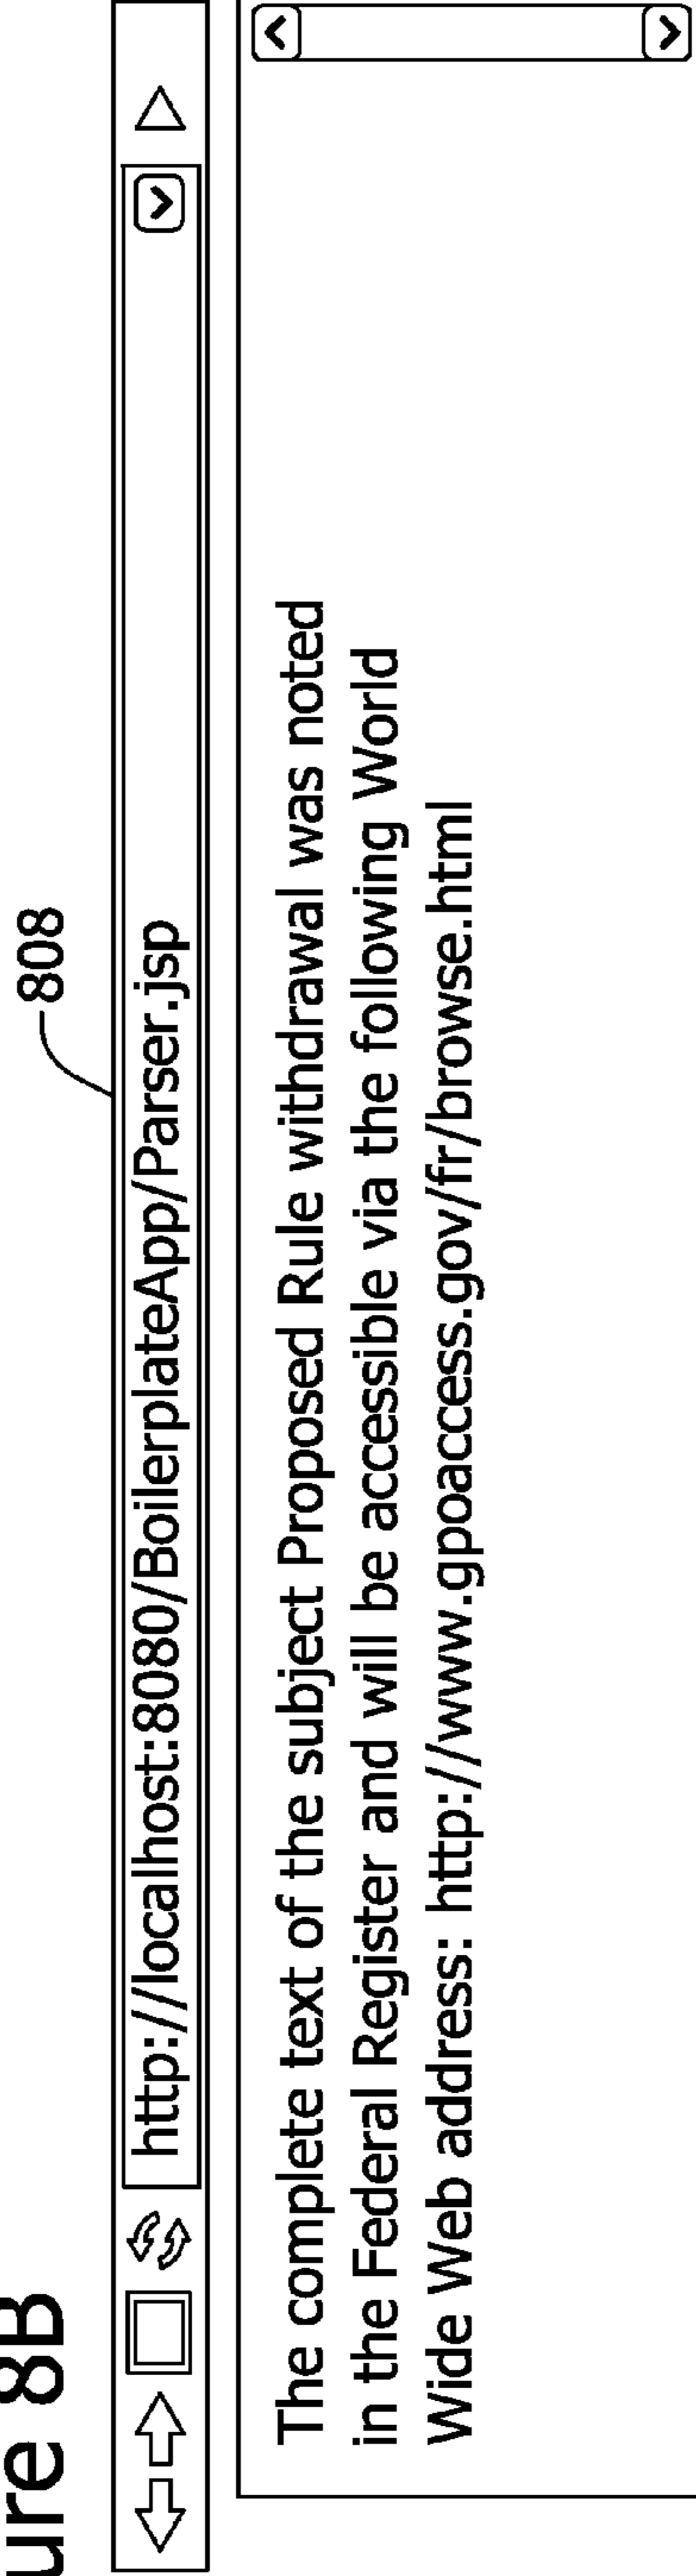 ure 8B
808
http://localhost:8080/BoilerplateApp/Parser.jsp
The complete text of the subject Proposed Rule withdrawal was noted
in the Federal Register and will be accessible via the following World
Wide Web address: http://www.gpoaccess.gov/fr/browse.html